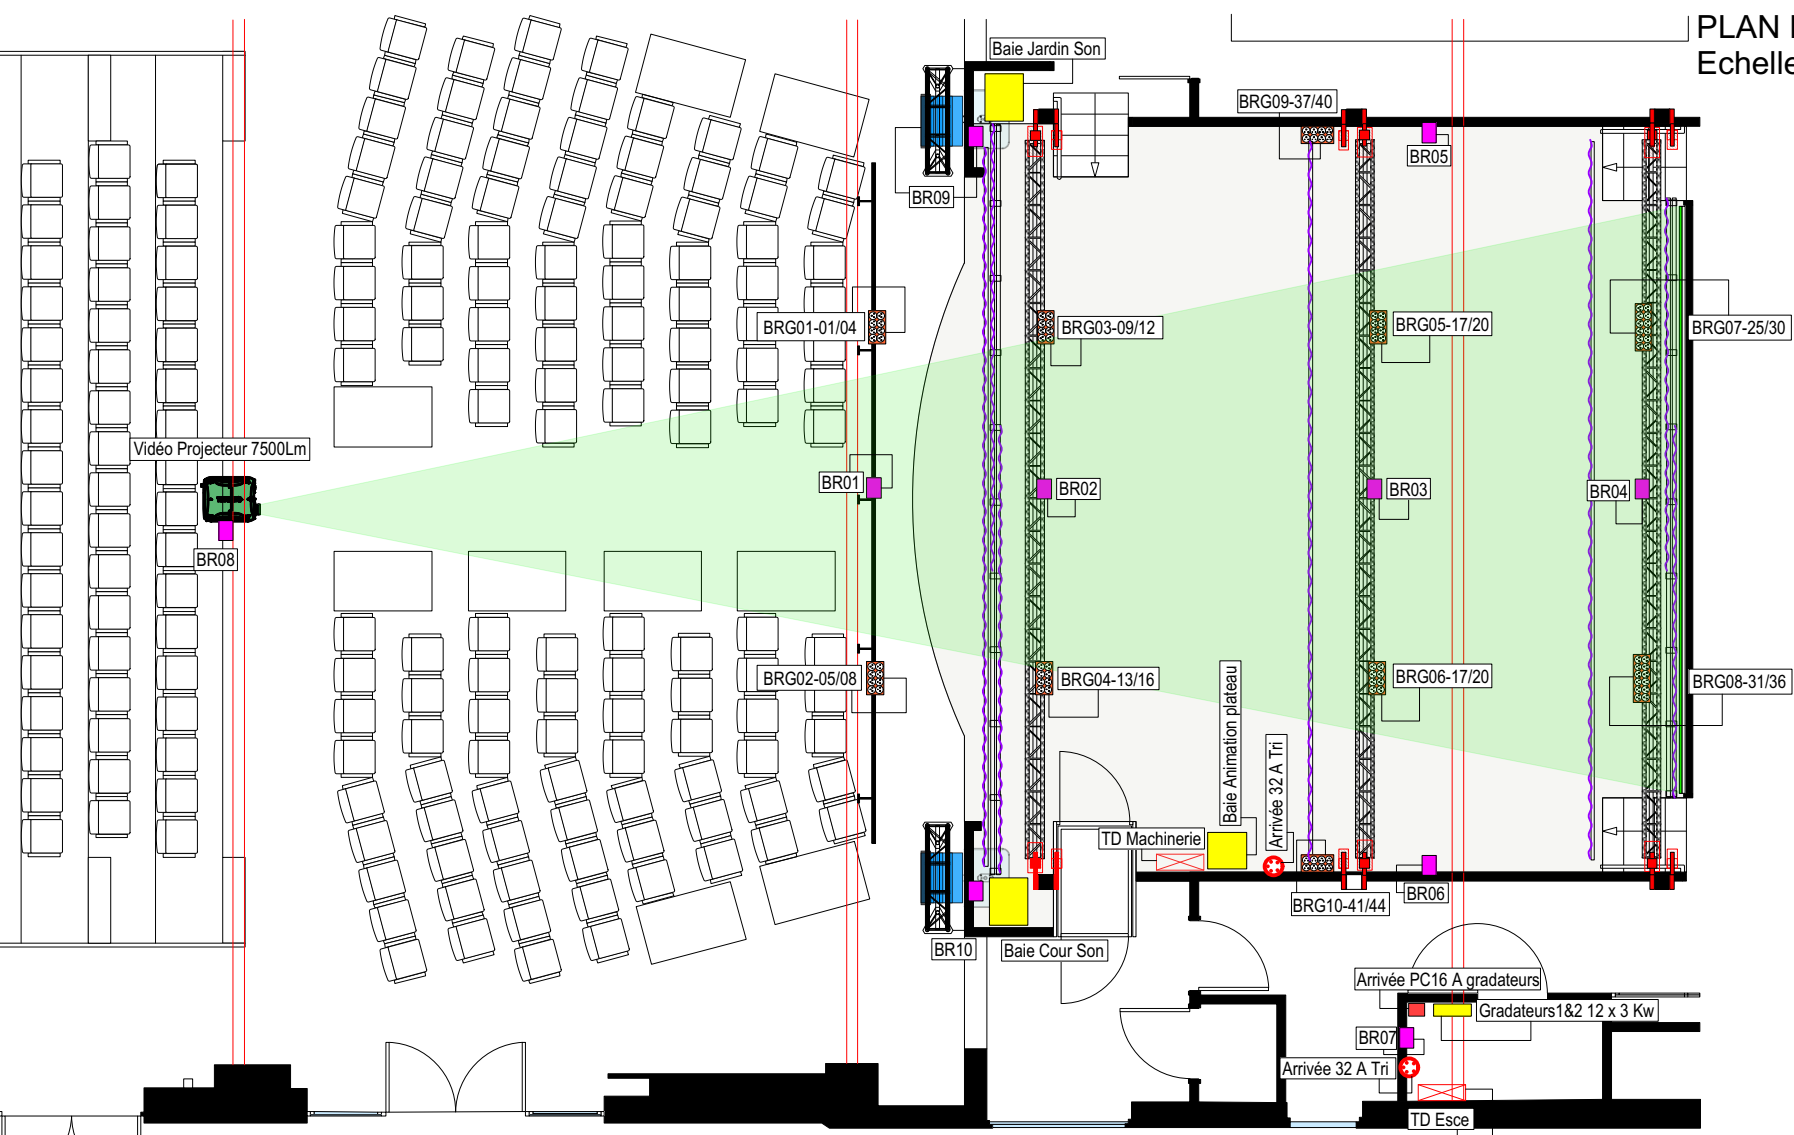 PLAN
Echelle
Baie Jardin Son
BRG09-37/40
BR05
BR09
BRG01-01/04
BRG03-09/12
BRG05-17/20
BRG07-25/30
Vidéo Projecteur 7500Lm
BR01
BR02
BR03
BR04
BR08
BRG02-05/08
BRG04-13/16
BRG06-17/20
BRG08-31/36
Baie Animation plateau
Arrivée 32 A Tri
TD Machinerie
BR06
BRG10-41/44
BR10
Baie Cour Son
Arrivée PC16 A gradateurs
Gradateurs1&2 12 x 3 Kw
BR07
Arrivée 32 A Tri
TD Esce